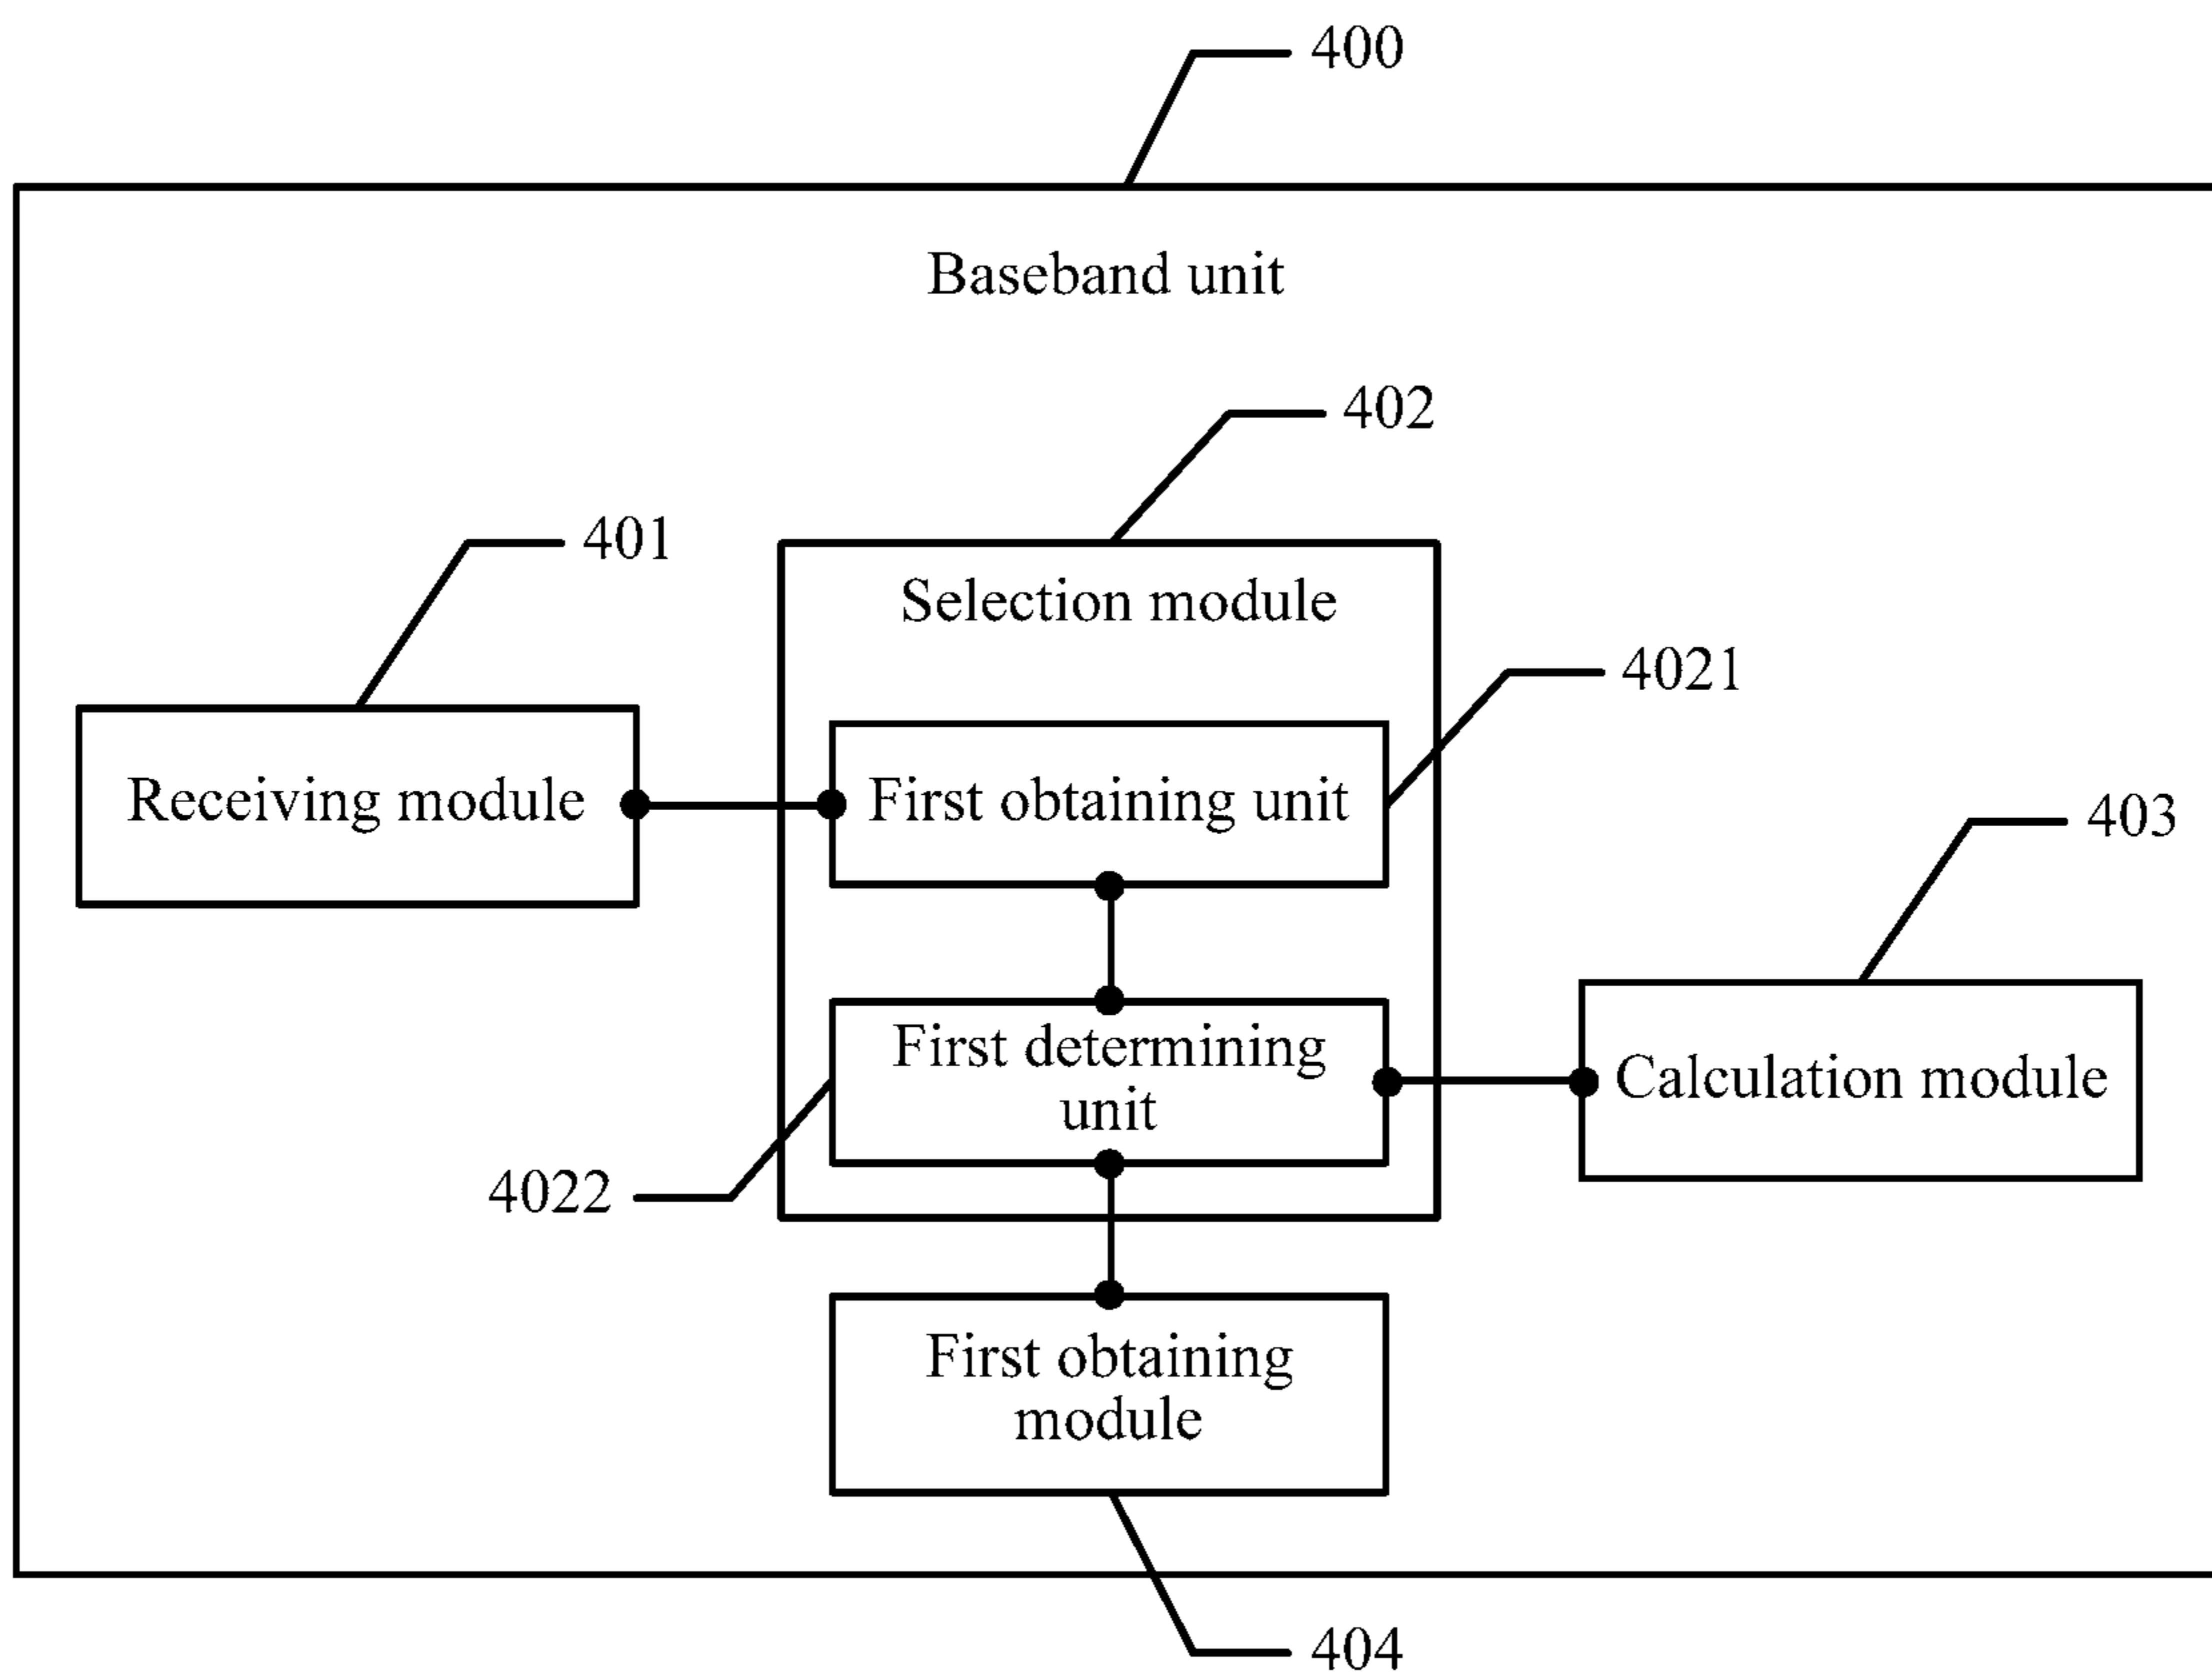 400
Baseband unit
402
401
Selection module
4021
Receiving module
First obtaining unit
403
First determining
unit
Calculation module
4022
First obtaining
module
404